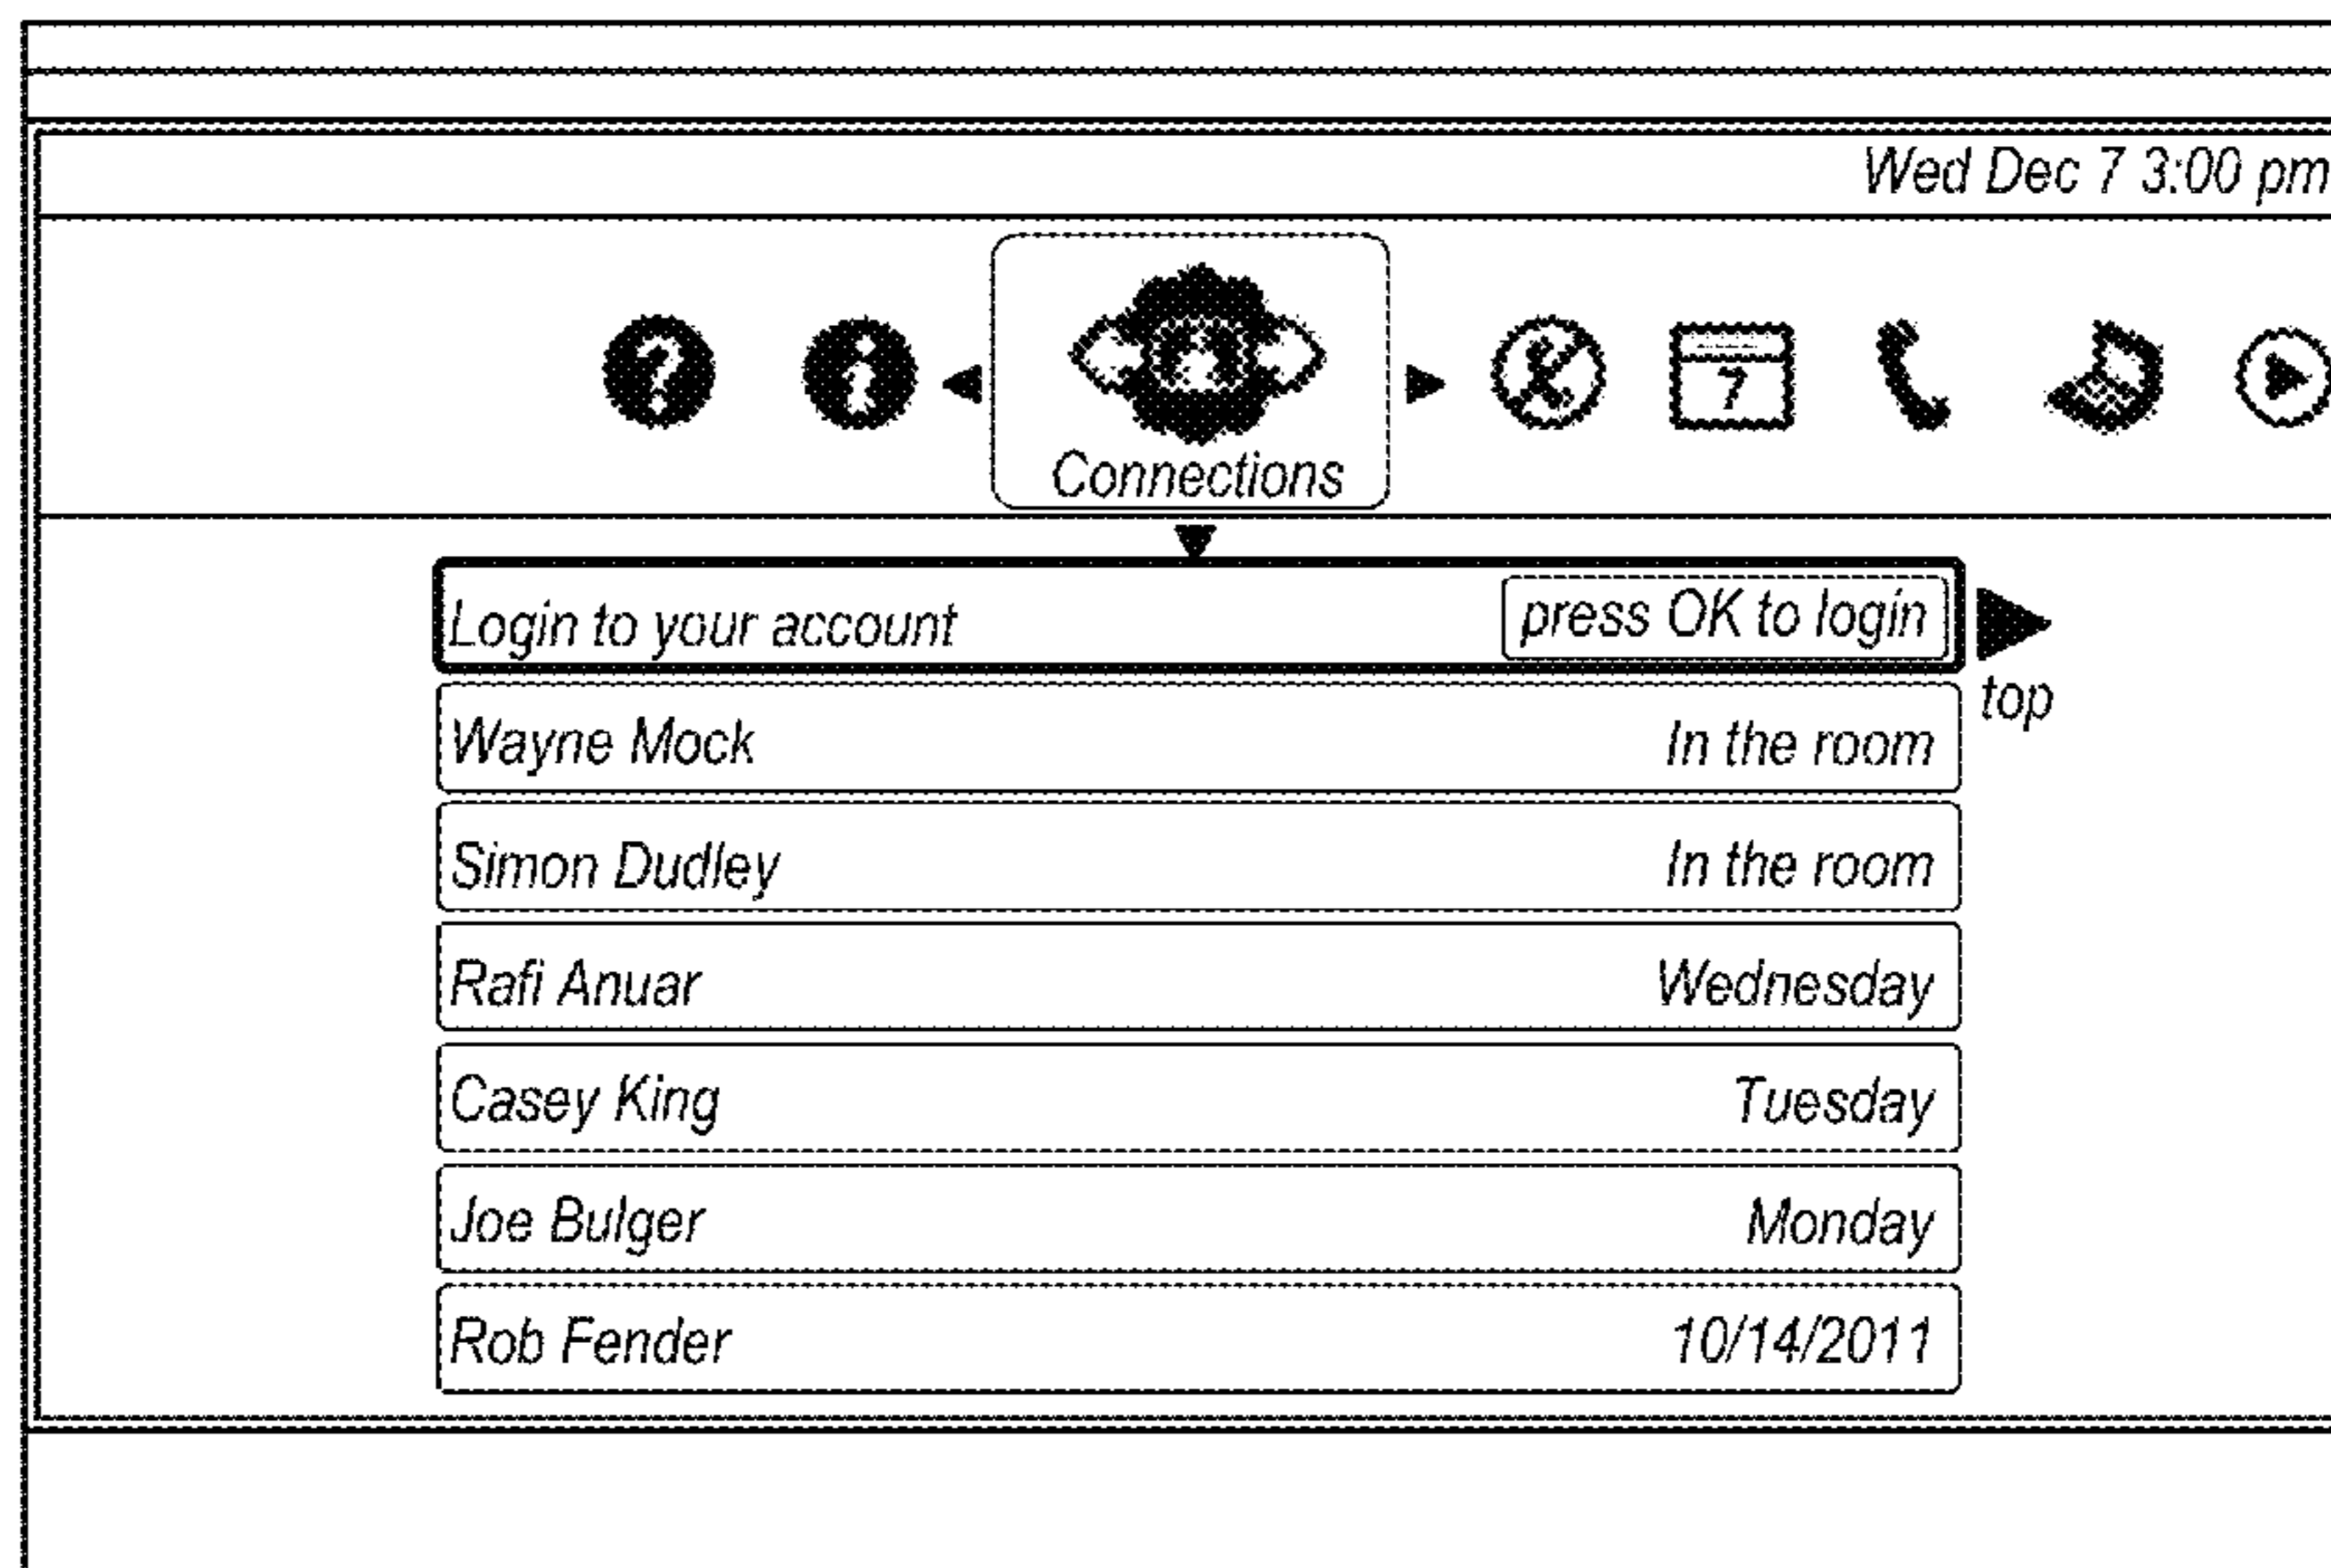 Wed Dec 7 3:00 pm
? i 7
Connections
Login to your account press OK to login
top
Wayne Mock In the room
Simon Dudley In the room
Rafi Anuar Wednesday
Casey King Tuesday
Joe Bulger Monday
Rob Fender 10/14/2011